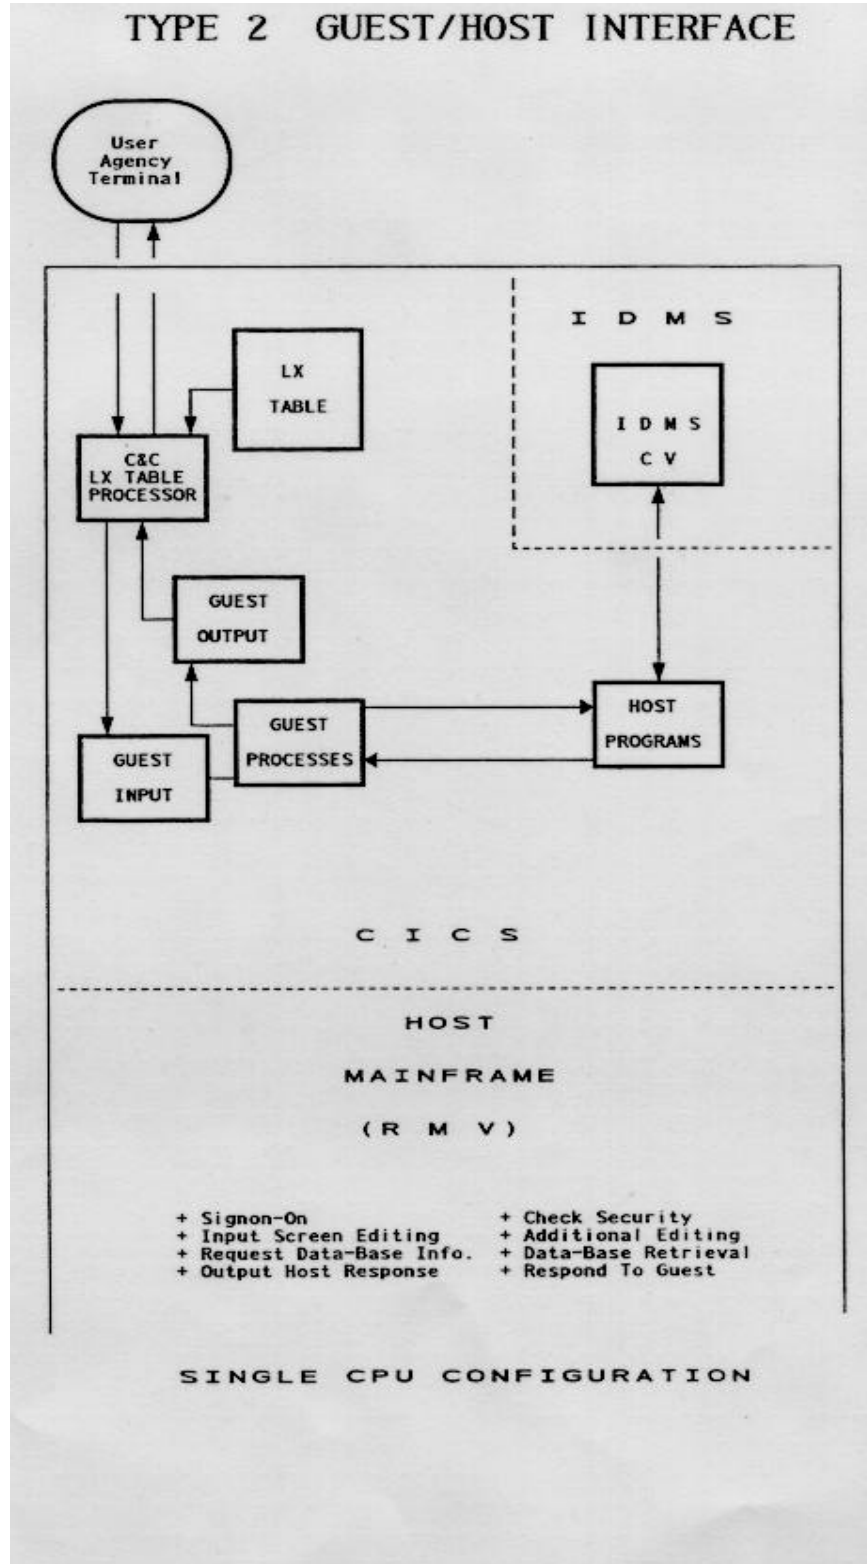 TYPE 2 GUEST/HOST INTERFACE
User
Agency
Terminal
LX
TABLE
I D M S
I D M S
C V
C&C
LX TABLE
PROCESSOR
GUEST
OUTPUT
GUEST
PROCESSES
HOST
PROGRAMS
GUEST
INPUT
C I C S
HOST
MAINFRAME
( R M V )
+ Signon-On
+ Input Screen Editing
+ Request Data-Base Info.
+ Output Host Response
+ Check Security
+ Additional Editing
+ Data-Base Retrieval
+ Respond To Guest
SINGLE CPU CONFIGURATION